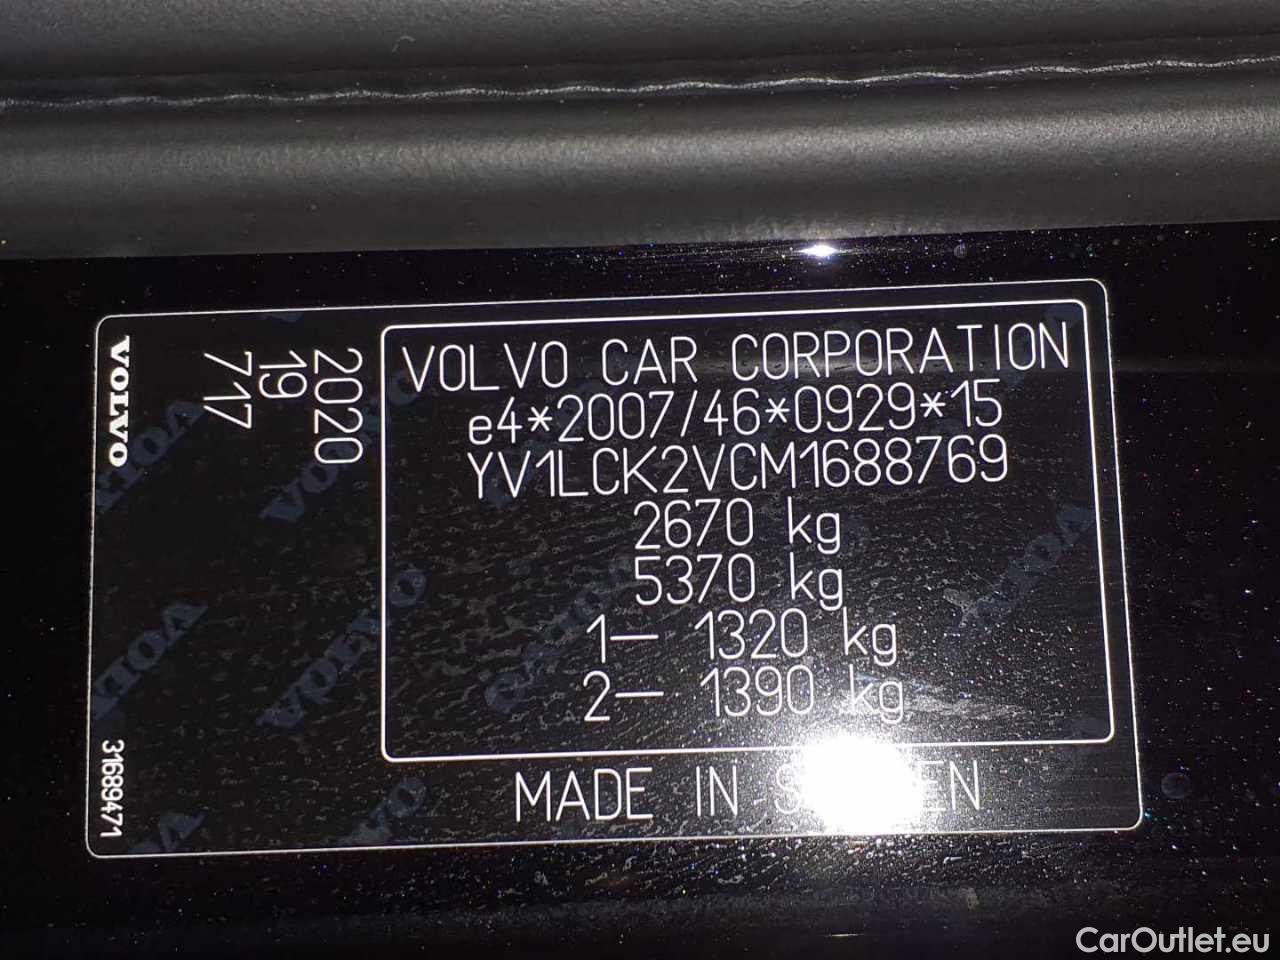 VOLVO
2020
19
717
VOLVO CAR CORPORATION
e4*2007/46*0929*15
YV1LCK2VCM1688769
2670 kg
5370 kg
1— 1320 kg
2— 1390 kg
MADE IN
31689471
CarOutlet.eu